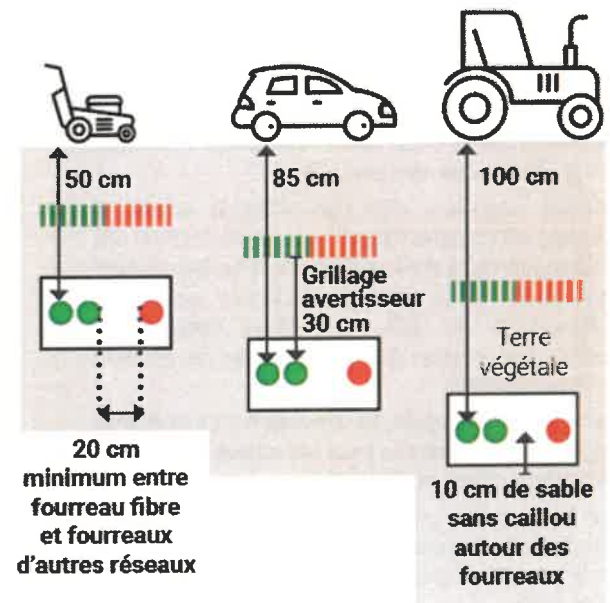 50 cm
85 cm
100 cm
Grillage
avertisseur
30 cm
Terre
végétale
20 cm
minimum entre
fourreau fibre
et fourreaux
d'autres réseaux
10 cm de sable
sans caillou
autour des
fourreaux